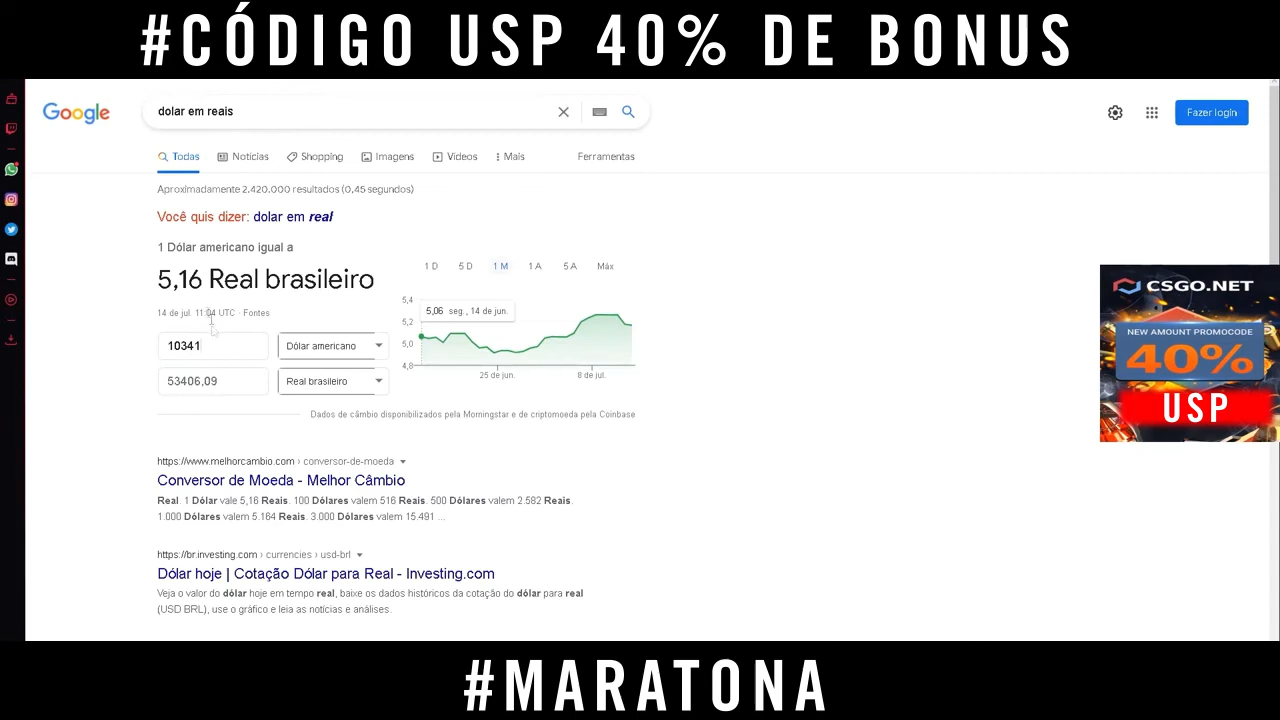 #CÓDIGO USP 40% DE BONUS
Google
dolar em reais
Fazer login
Todas
Notícias
Shopping
Imagens
Vídeos
Mais
Ferramentas
Aproximadamente 2.420.000 resultados (0,45 segundos)
Você quis dizer: dolar em real
1 Dólar americano igual a
5,16 Real brasileiro
14 de jul. 11:04 UTC · Fontes
10341
Dólar americano
53406,09
Real brasileiro
1 D
5 D
1 M
1 A
5 A
Máx
5,4
5,06 seg., 14 de jun.
5,2
5,0
4,8
25 de jun.
8 de jul.
Dados de câmbio disponibilizados pela Morningstar e de criptomoeda pela Coinbase
https://www.melhorcambio.com › conversor-de-moeda
Conversor de Moeda - Melhor Câmbio
Real. 1 Dólar vale 5,16 Reais. 100 Dólares valem 516 Reais. 500 Dólares valem 2.582 Reais.
1.000 Dólares valem 5.164 Reais. 3.000 Dólares valem 15.491 ...
https://br.investing.com › currencies › usd-brl
Dólar hoje | Cotação Dólar para Real - Investing.com
Veja o valor do dólar hoje em tempo real, baixe os dados históricos da cotação do dólar para real
(USD BRL), use o gráfico e leia as notícias e análises.
CSGO.NET
NEW AMOUNT PROMOCODE
40%
USP
#MARATONA